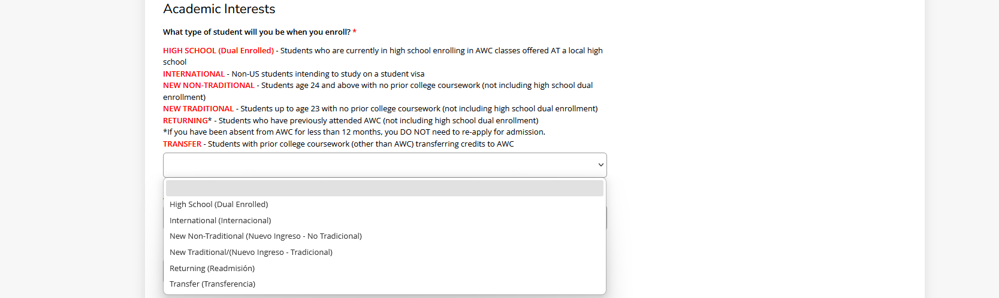 Academic Interests
What type of student will you be when you enroll? *
HIGH SCHOOL (Dual Enrolled) - Students who are currently in high school enrolling in AWC classes offered AT a local high
school
INTERNATIONAL - Non-US students intending to study on a student visa
NEW NON-TRADITIONAL - Students age 24 and above with no prior college coursework (not including high school dual
enrollment)
NEW TRADITIONAL - Students up to age 23 with no prior college coursework (not including high school dual enrollment)
RETURNING* - Students who have previously attended AWC (not including high school dual enrollment)
*If you have been absent from AWC for less than 12 months, you DO NOT need to re-apply for admission.
TRANSFER - Students with prior college coursework (other than AWC) transferring credits to AWC
High School (Dual Enrolled)
International (Internacional)
New Non-Traditional (Nuevo Ingreso - No Tradicional)
New Traditional/(Nuevo Ingreso - Tradicional)
Returning (Readmisión)
Transfer (Transferencia)